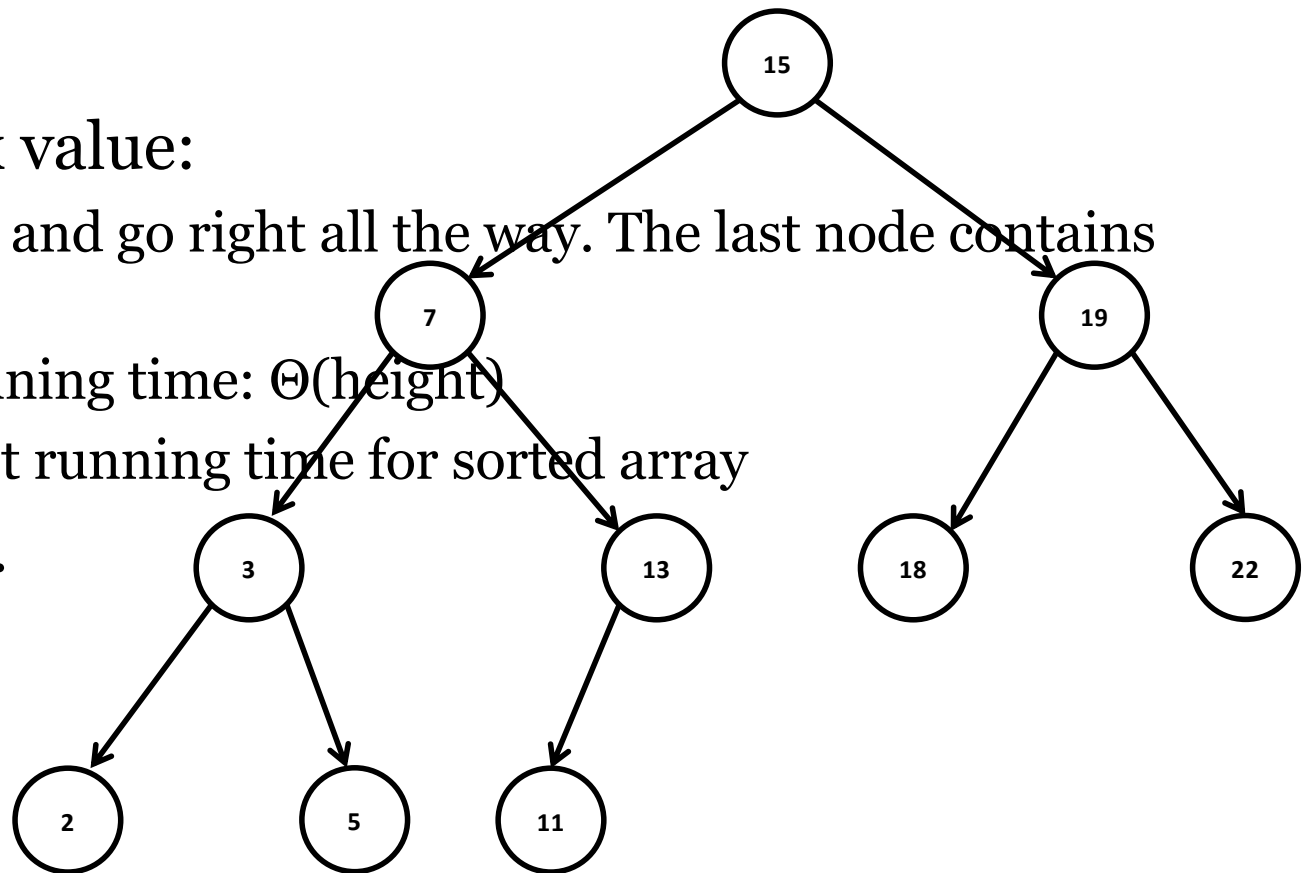 15
value:
and go right all the way. The last node contains
7
19
running time: Θ(height)
t running time for sorted array
3
13
18
22
2
5
11